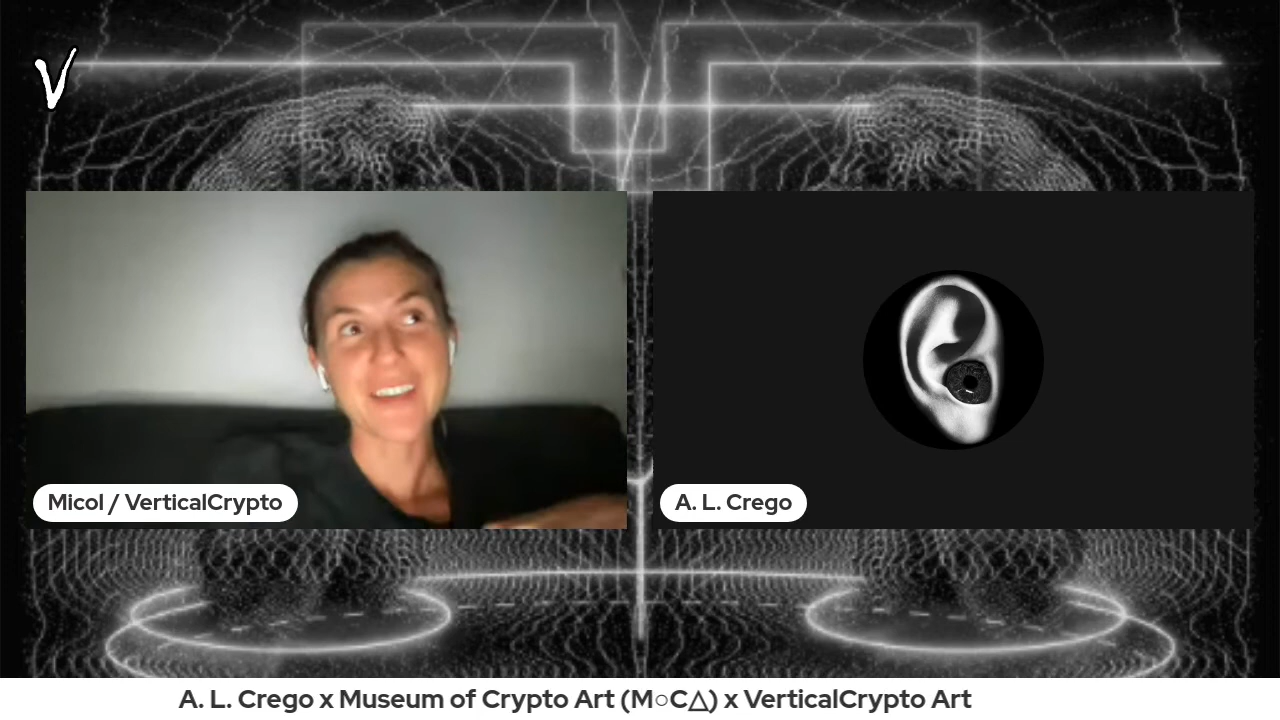 V
Micol / VerticalCrypto
A. L. Crego
A. L. Crego x Museum of Crypto Art (M○C△) x VerticalCrypto Art